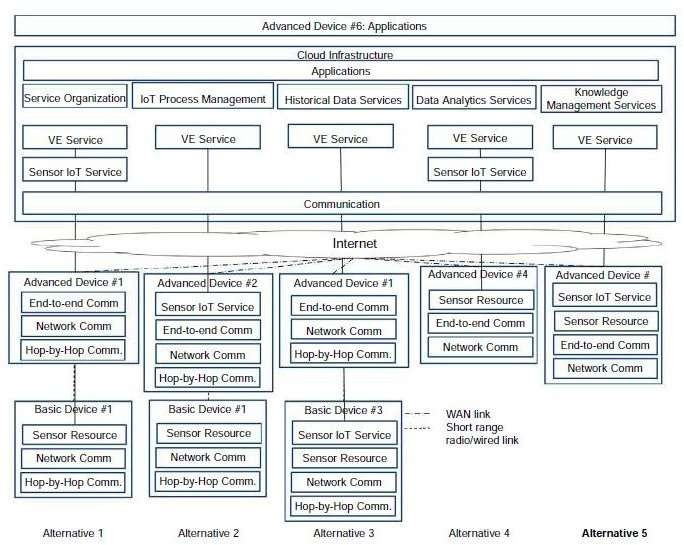 Advanced Device #6: Applications
Cloud Infrastructure
Applications
Service Organization
IoT Process Management
Historical Data Services
Data Analytics Services
Knowledge
Management Services
VE Service
VE Service
VE Service
VE Service
VE Service
Sensor IoT Service
Sensor IoT Service
Communication
Internet
Advanced Device #1
End-to-end Comm
Network Comm
Hop-by-Hop Comm.
Advanced Device #2
Sensor IoT Service
End-to-end Comm
Network Comm
Hop-by-Hop Comm.
Advanced Device #1
End-to-end Comm
Network Comm
Hop-by-Hop Comm.
Advanced Device #4
Sensor Resource
End-to-end Comm
Network Comm
Advanced Device #
Sensor IoT Service
Sensor Resource
End-to-end Comm
Network Comm
Basic Device #1
Sensor Resource
Network Comm
Hop-by-Hop Comm.
Basic Device #1
Sensor Resource
Network Comm
Hop-by-Hop Comm.
Basic Device #3
Sensor IoT Service
Sensor Resource
Network Comm
Hop-by-Hop Comm.
WAN link
Short range
radio/wired link
Alternative 1
Alternative 2
Alternative 3
Alternative 4
Alternative 5